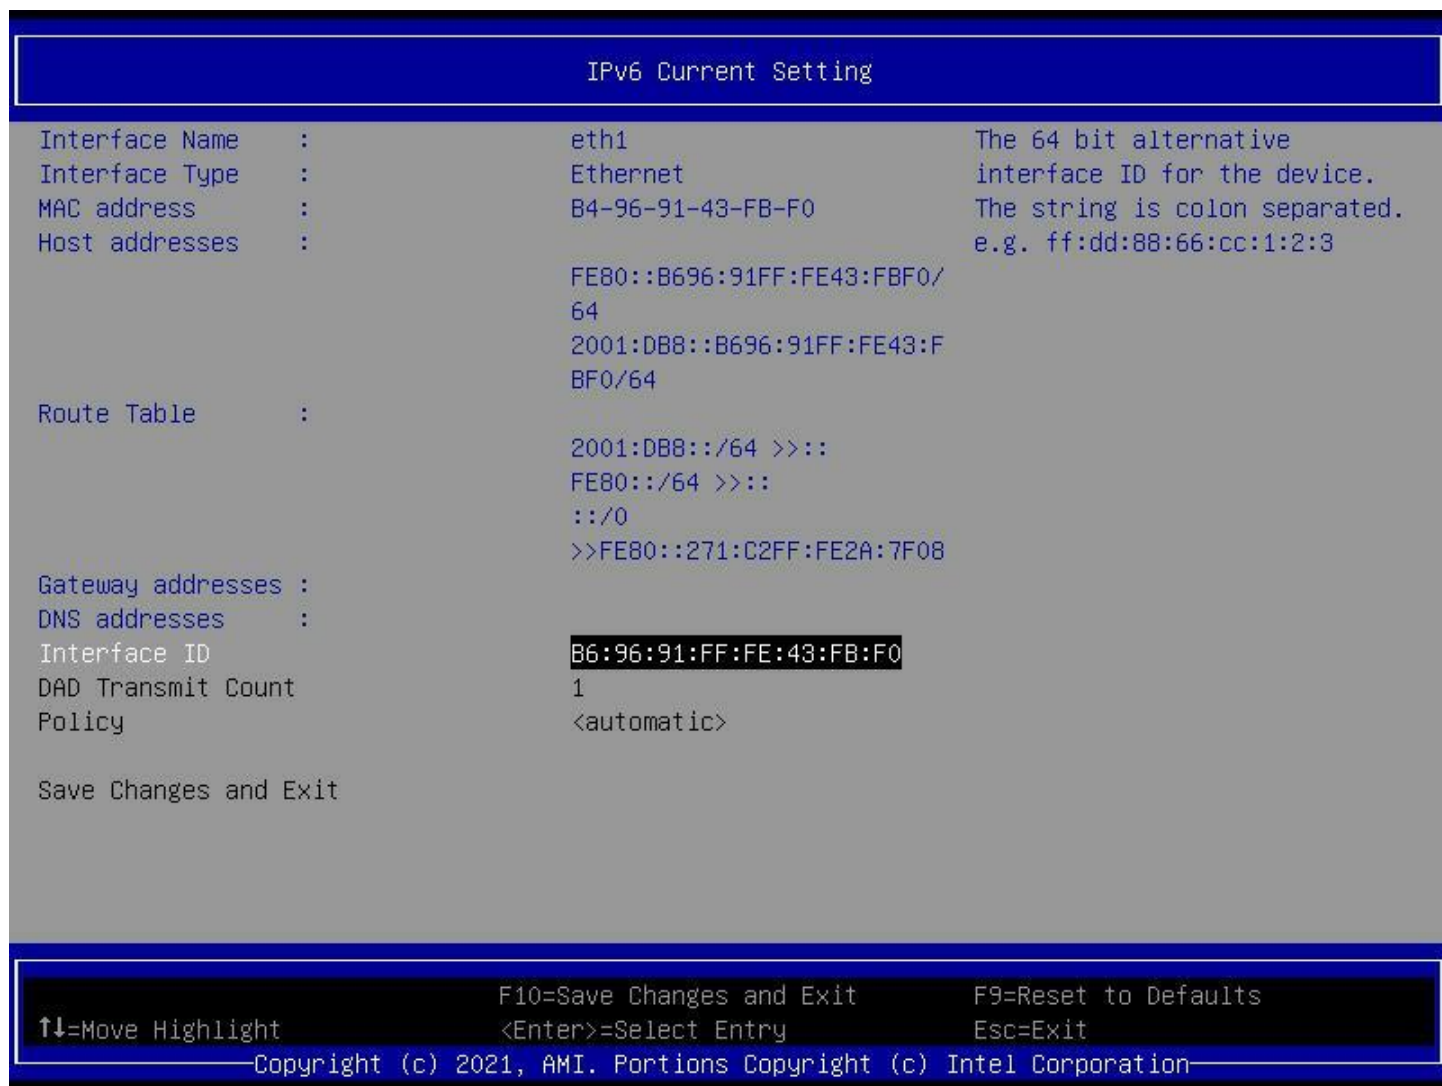 IPv6 Current Setting
Interface Name : eth1 The 64 bit alternative
Interface Type : Ethernet interface ID for the device.
MAC address : B4-96-91-43-FB-F0 The string is colon separated.
Host addresses : e.g. ff:dd:88:66:cc:1:2:3
FE80::B696:91FF:FE43:FBF0/
64
2001:DB8::B696:91FF:FE43:F
BF0/64
Route Table :
2001:DB8::/64 >>::
FE80::/64 >>::
::/0
>>FE80::271:C2FF:FE2A:7F08
Gateway addresses :
DNS addresses :
Interface ID B6:96:91:FF:FE:43:FB:F0
DAD Transmit Count 1
Policy <automatic>
Save Changes and Exit
F10=Save Changes and Exit F9=Reset to Defaults
↑↓=Move Highlight <Enter>=Select Entry Esc=Exit
Copyright (c) 2021, AMI. Portions Copyright (c) Intel Corporation